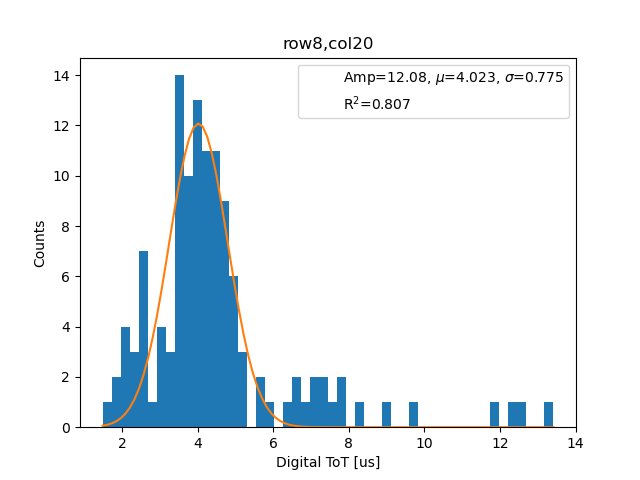 row8,col20
Amp=12.08, μ=4.023, σ=0.775
R²=0.807
Counts
14
12
10
8
6
4
2
0
2 4 6 8 10 12 14
Digital ToT [us]